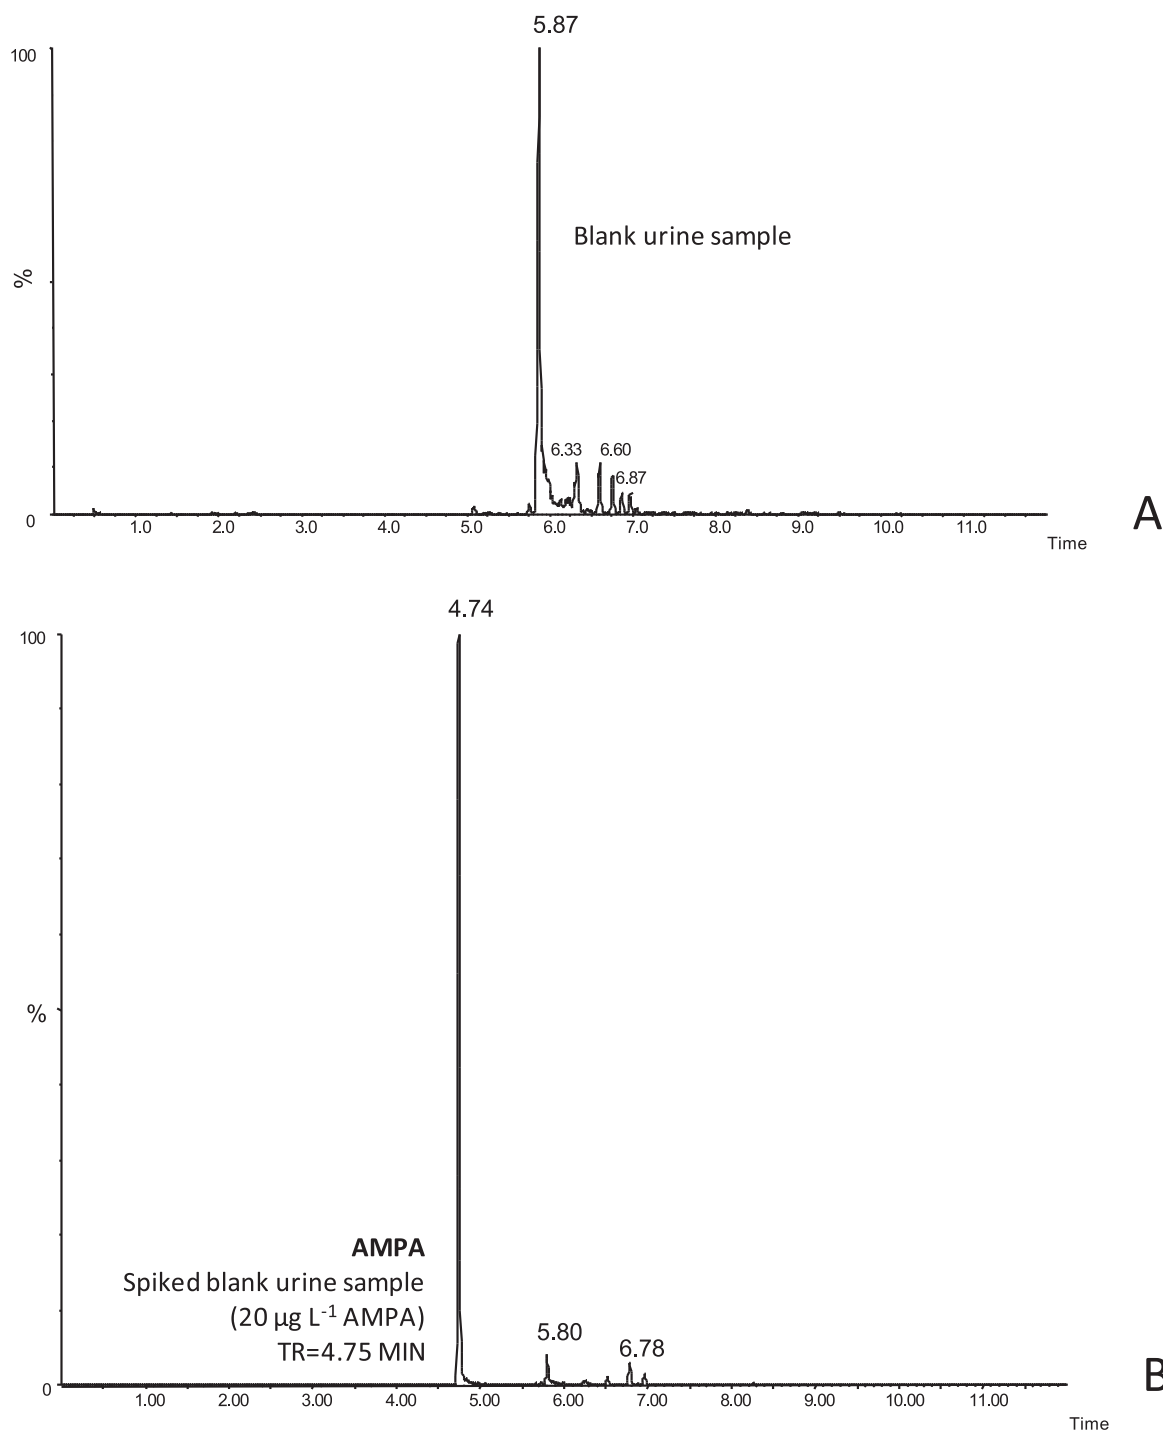 5.87
100
Blank urine sample
%
6.33
6.60
6.87
0
1.0 2.0 3.0 4.0 5.0 6.0 7.0 8.0 9.0 10.0 11.0
Time
A
4.74
100
%
AMPA
Spiked blank urine sample
(20 µg L⁻¹ AMPA)
TR=4.75 MIN
5.80
6.78
0
1.00 2.00 3.00 4.00 5.00 6.00 7.00 8.00 9.00 10.00 11.00
Time
B